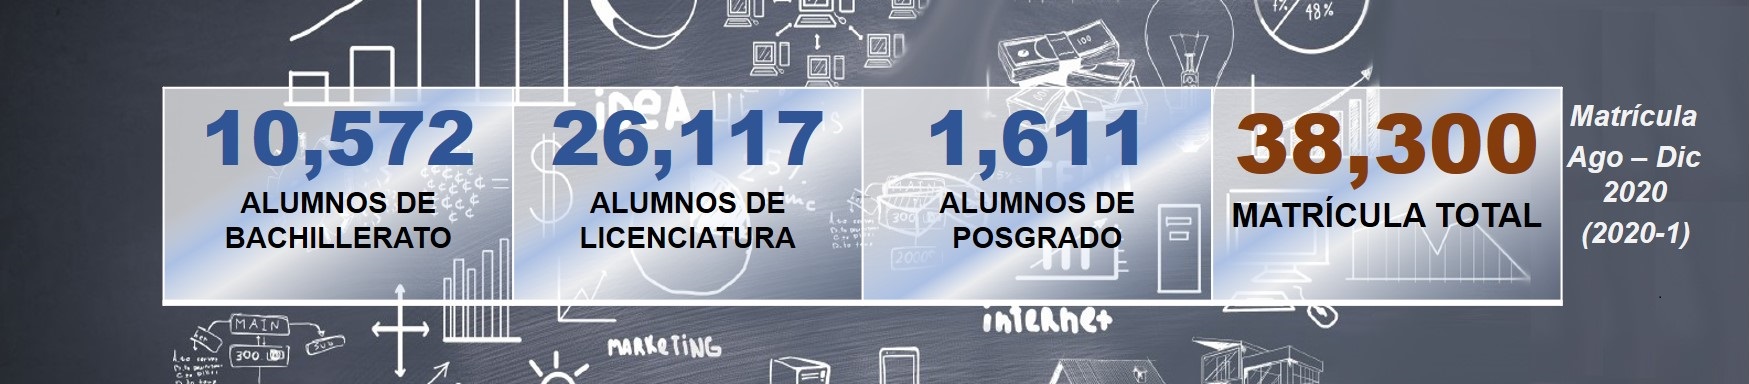 48%
IDEA
10,572
ALUMNOS DE
BACHILLERATO
26,117
ALUMNOS DE
LICENCIATURA
1,611
ALUMNOS DE
POSGRADO
38,300
MATRÍCULA TOTAL
Matrícula
Ago – Dic
2020
(2020-1)
internet
MARKETING
MAIN
300
SUB